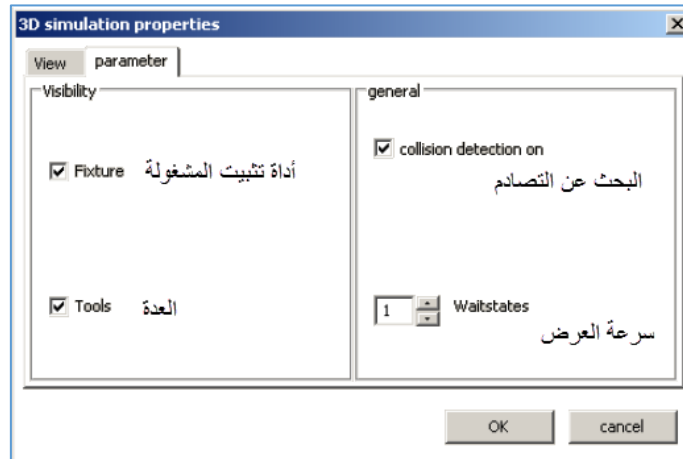 3D simulation properties
View
parameter
Visibility
Fixture أداة تثبيت المشغولة
Tools العدة
general
collision detection on
البحث عن التصادم
1 Waitstates
سرعة العرض
OK
cancel